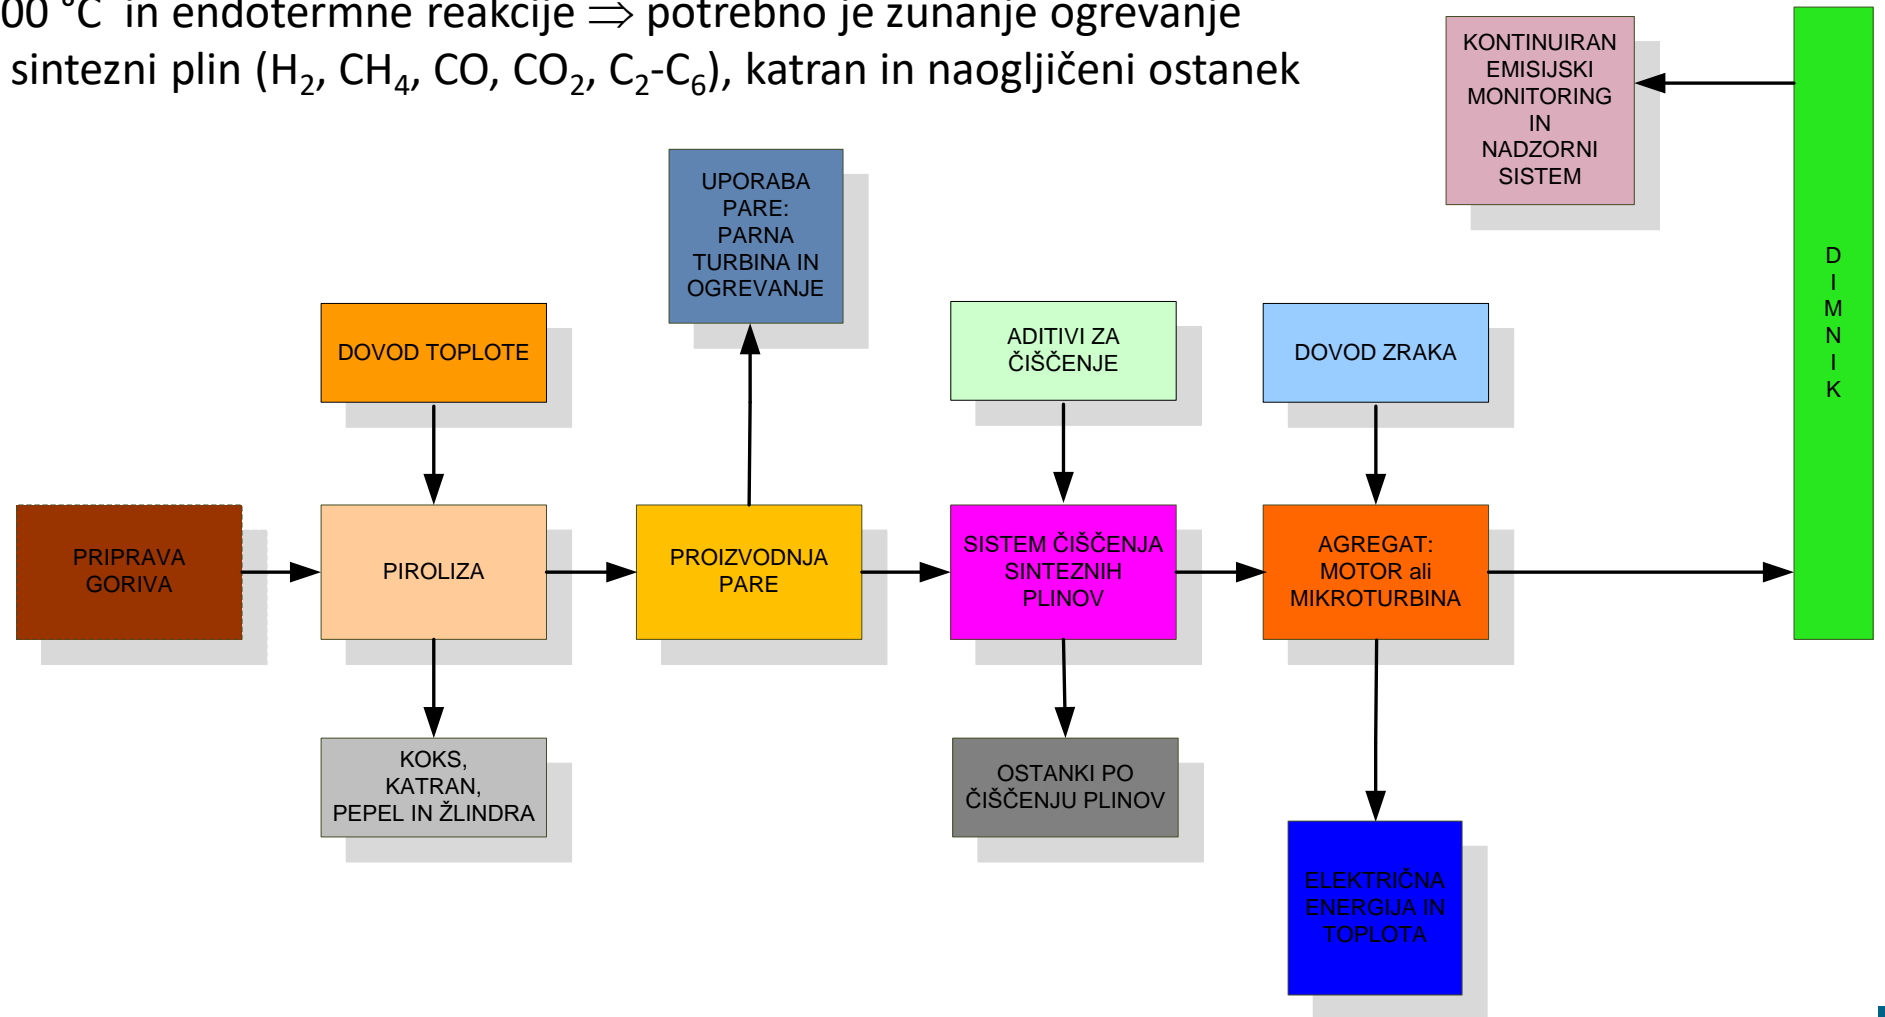 00 °C in endotermne reakcije ⇒ potrebno je zunanje ogrevanje
sintezni plin (H₂, CH₄, CO, CO₂, C₂-C₆), katran in naogljičeni ostanek
KONTINUIRAN
EMISIJSKI
MONITORING
IN
NADZORNI
SISTEM
UPORABA
PARE:
PARNA
TURBINA IN
OGREVANJE
D
I
M
N
I
K
DOVOD TOPLOTE
ADITIVI ZA
ČIŠČENJE
DOVOD ZRAKA
PRIPRAVA
GORIVA
PIROLIZA
PROIZVODNJA
PARE
SISTEM ČIŠČENJA
SINTEZNIH
PLINOV
AGREGAT:
MOTOR ali
MIKROTURBINA
KOKS,
KATRAN,
PEPEL IN ŽLINDRA
OSTANKI PO
ČIŠČENJU PLINOV
ELEKTRIČNA
ENERGIJA IN
TOPLOTA